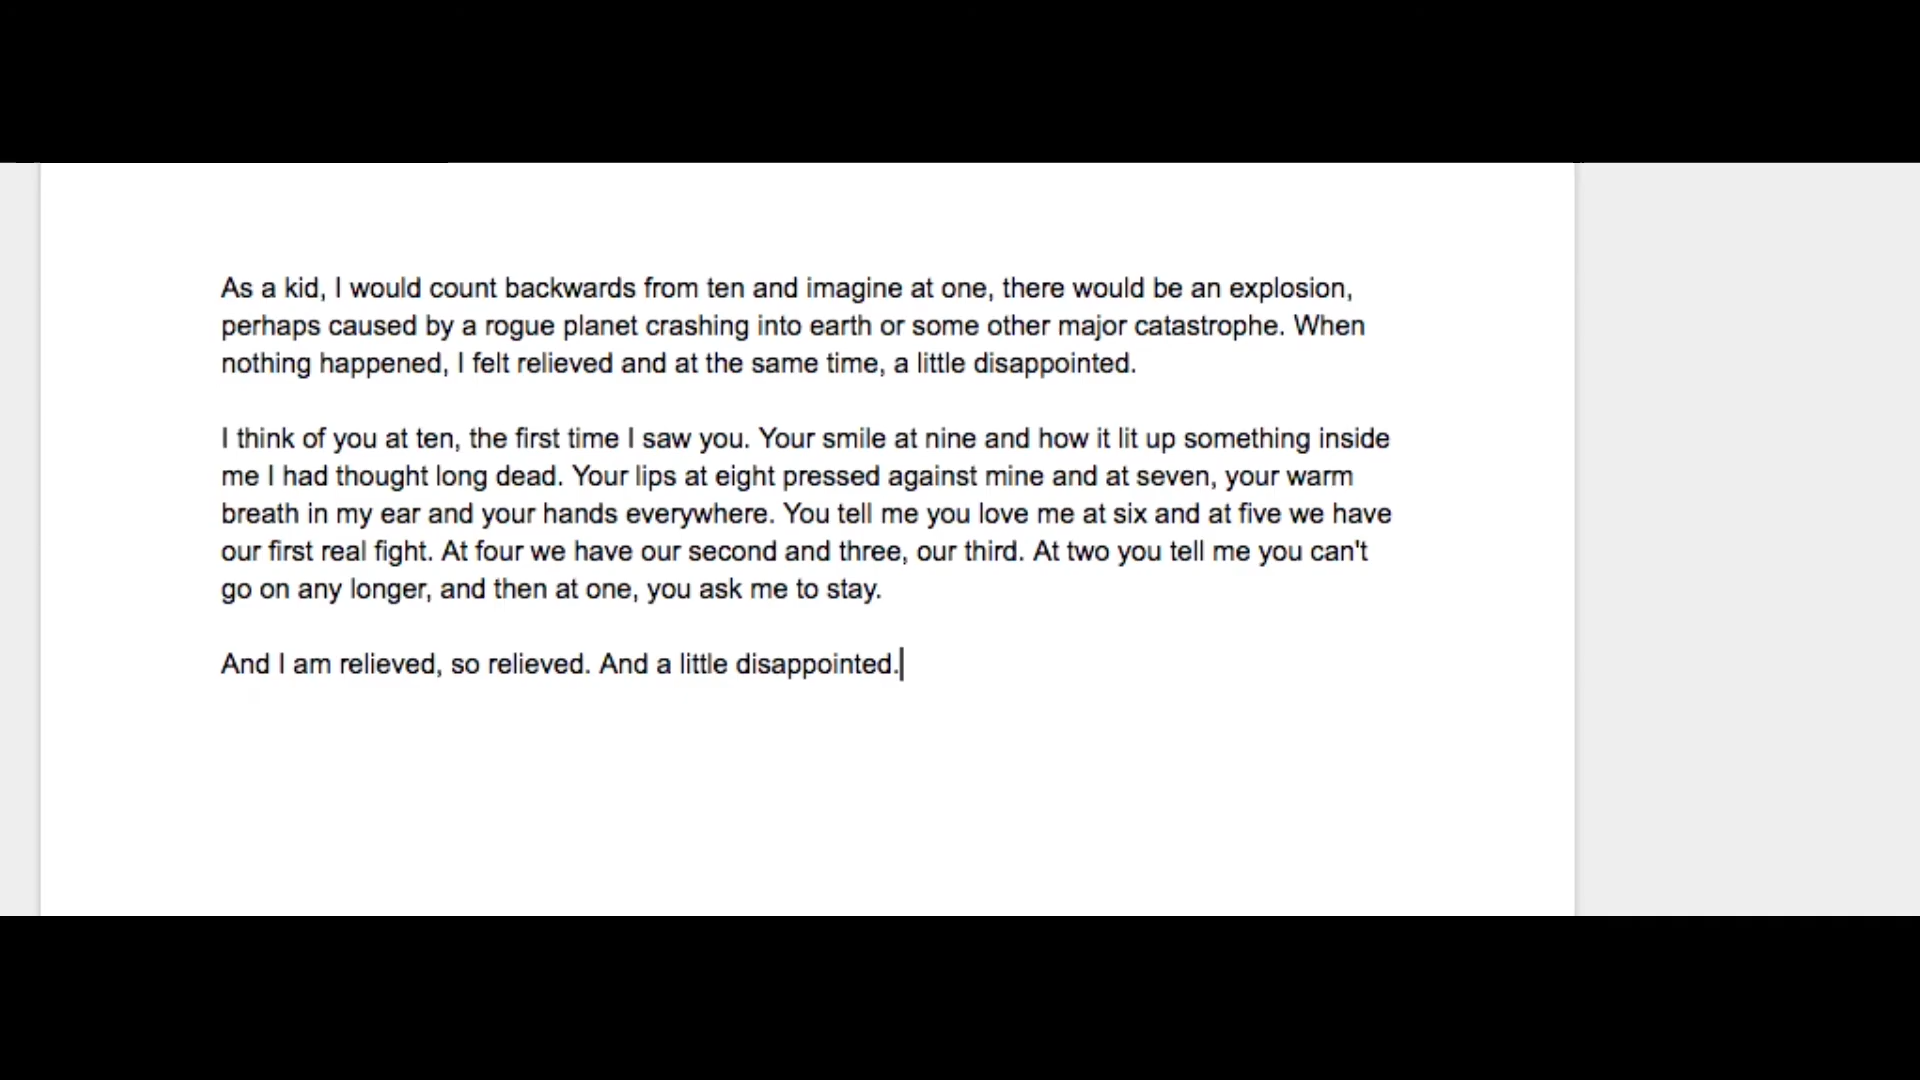 As a kid, I would count backwards from ten and imagine at one, there would be an explosion,
perhaps caused by a rogue planet crashing into earth or some other major catastrophe. When
nothing happened, I felt relieved and at the same time, a little disappointed.
I think of you at ten, the first time I saw you. Your smile at nine and how it lit up something inside
me I had thought long dead. Your lips at eight pressed against mine and at seven, your warm
breath in my ear and your hands everywhere. You tell me you love me at six and at five we have
our first real fight. At four we have our second and three, our third. At two you tell me you can't
go on any longer, and then at one, you ask me to stay.
And I am relieved, so relieved. And a little disappointed.